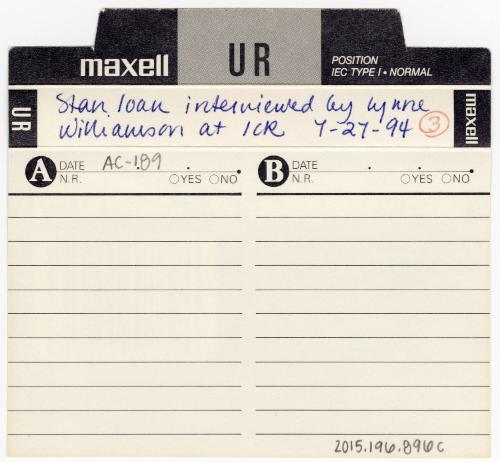 maxell UR POSITION
IEC TYPE I • NORMAL
UR Stan Ioan interviewed by Lynne maxell
Williamson at ICR 7-27-94 3
A DATE AC-189 B DATE
N.R. YES NO N.R. YES NO
2015.196.896c